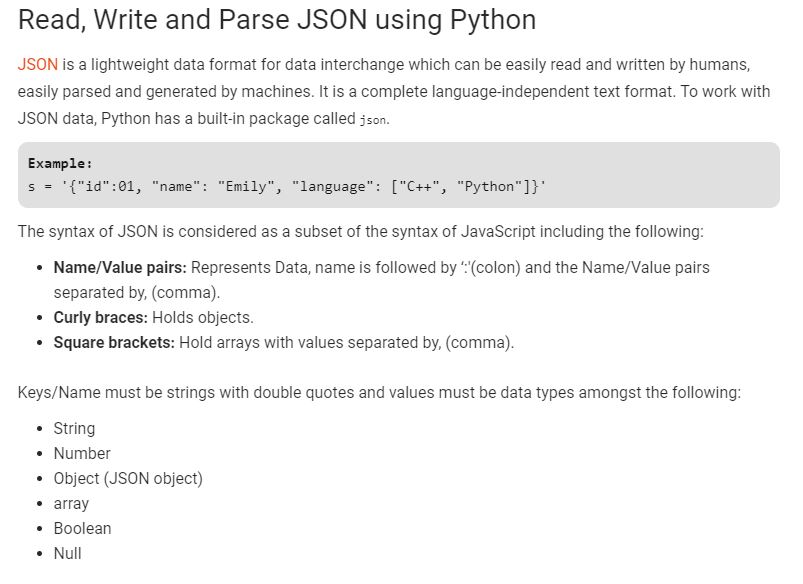 Read, Write and Parse JSON using Python
JSON is a lightweight data format for data interchange which can be easily read and written by humans,
easily parsed and generated by machines. It is a complete language-independent text format. To work with
JSON data, Python has a built-in package called json.
Example:
s = '{"id":01, "name": "Emily", "language": ["C++", "Python"]}'
The syntax of JSON is considered as a subset of the syntax of JavaScript including the following:
• Name/Value pairs: Represents Data, name is followed by ‘:'(colon) and the Name/Value pairs
separated by, (comma).
• Curly braces: Holds objects.
• Square brackets: Hold arrays with values separated by, (comma).
Keys/Name must be strings with double quotes and values must be data types amongst the following:
• String
• Number
• Object (JSON object)
• array
• Boolean
• Null